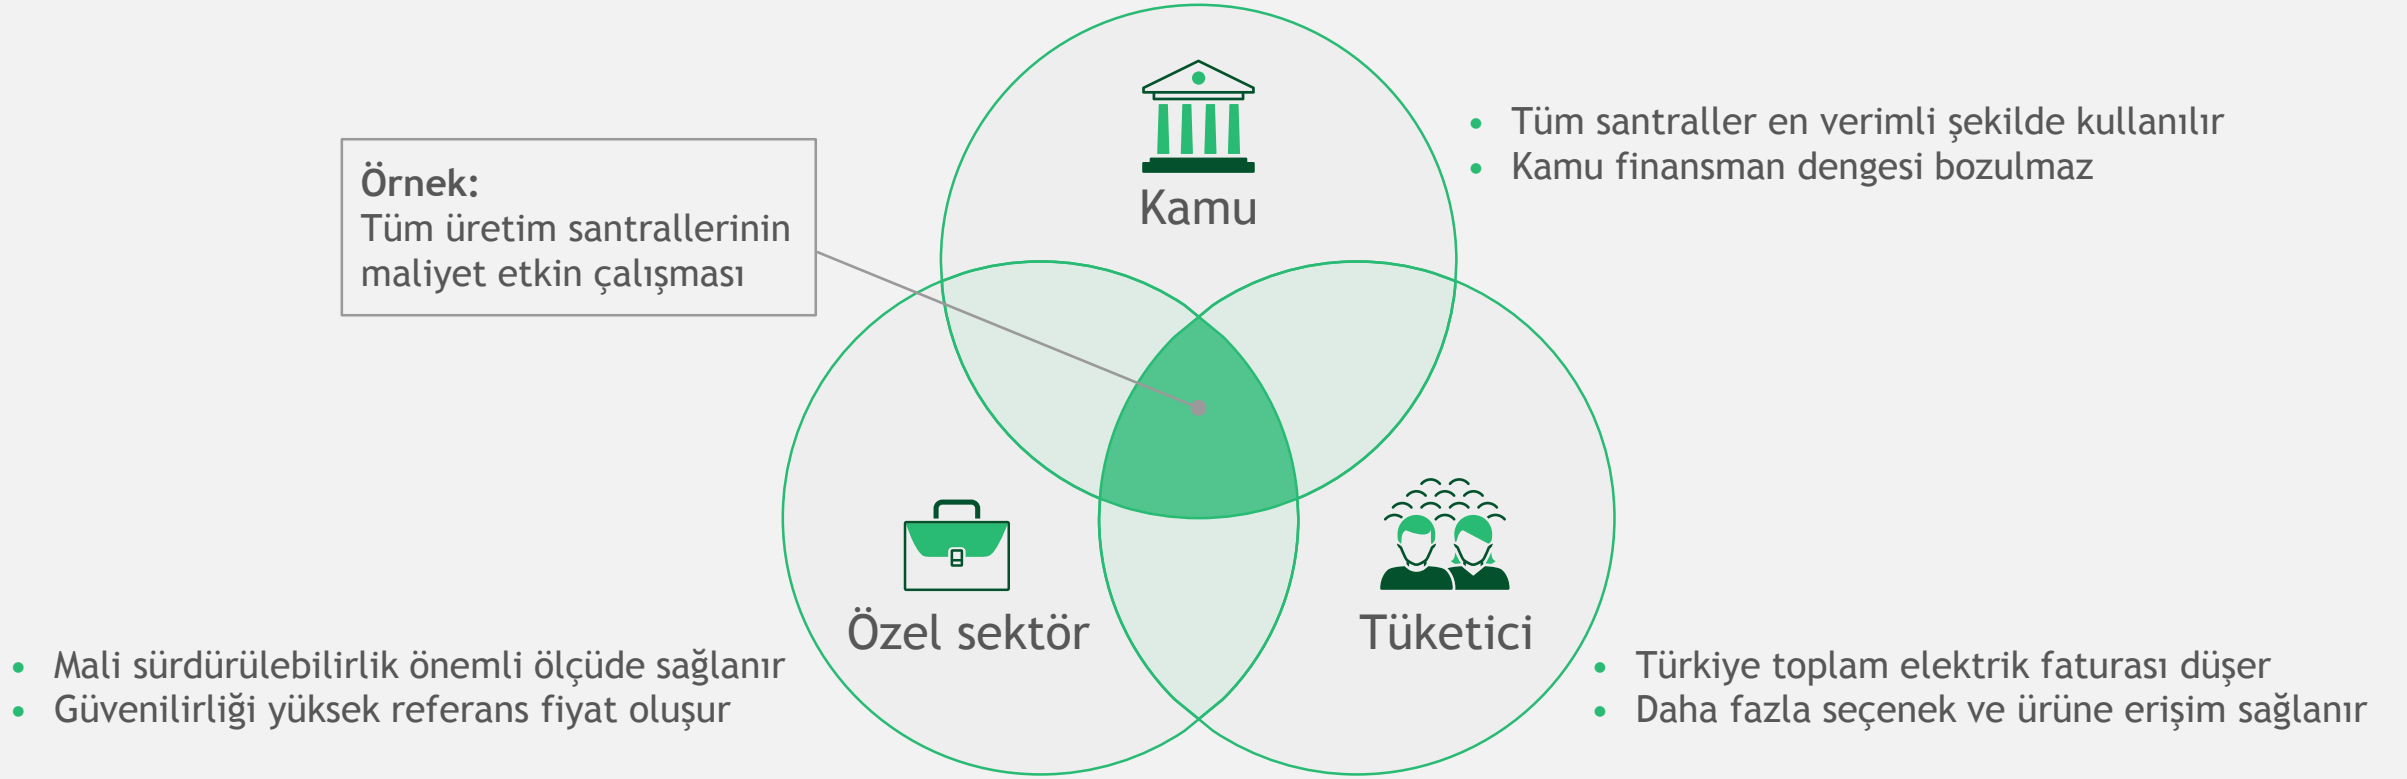 Örnek:
Tüm üretim santrallerinin
maliyet etkin çalışması
Kamu
• Tüm santraller en verimli şekilde kullanılır
• Kamu finansman dengesi bozulmaz
Özel sektör
• Mali sürdürülebilirlik önemli ölçüde sağlanır
• Güvenilirliği yüksek referans fiyat oluşur
Tüketici
• Türkiye toplam elektrik faturası düşer
• Daha fazla seçenek ve ürüne erişim sağlanır